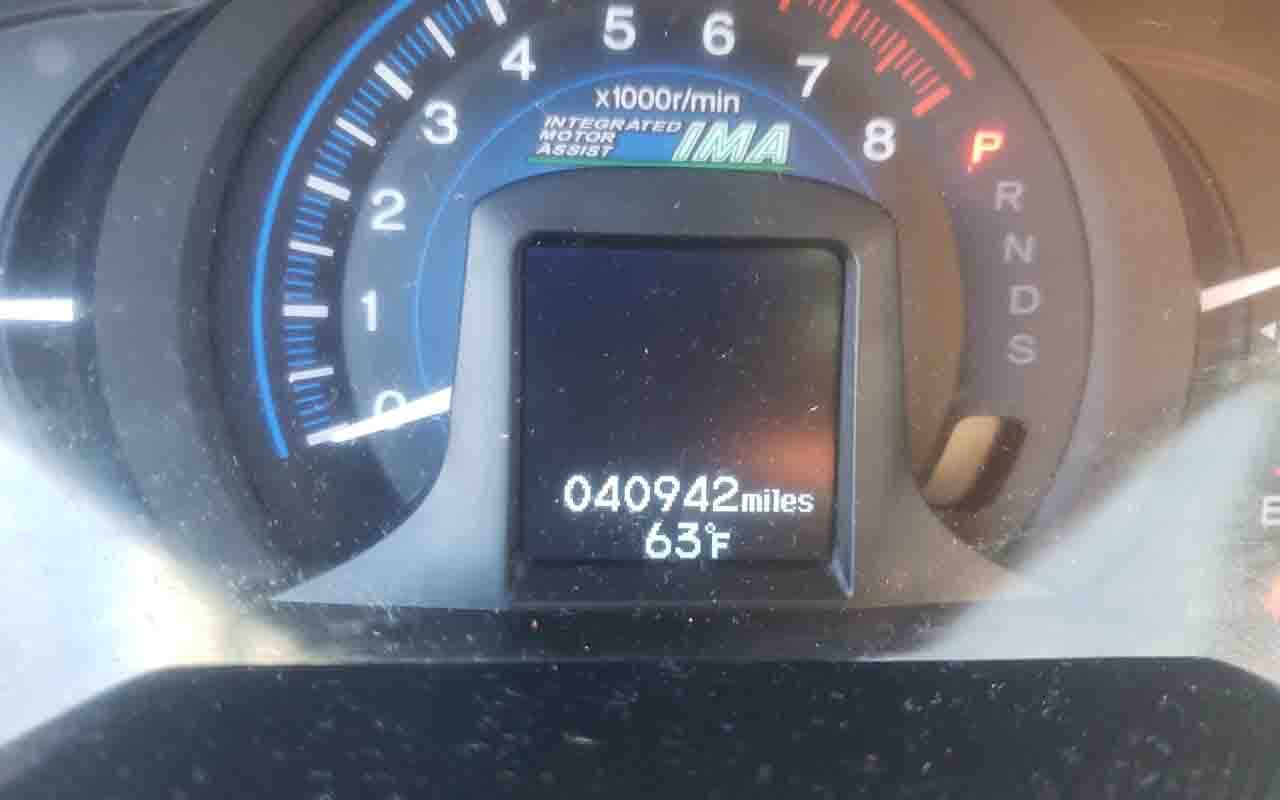 5 6
4 7
3 8
x1000r/min
INTEGRATED
MOTOR
ASSIST
IMA
P
R
N
D
S
2
1
0
040942miles
63°F
E